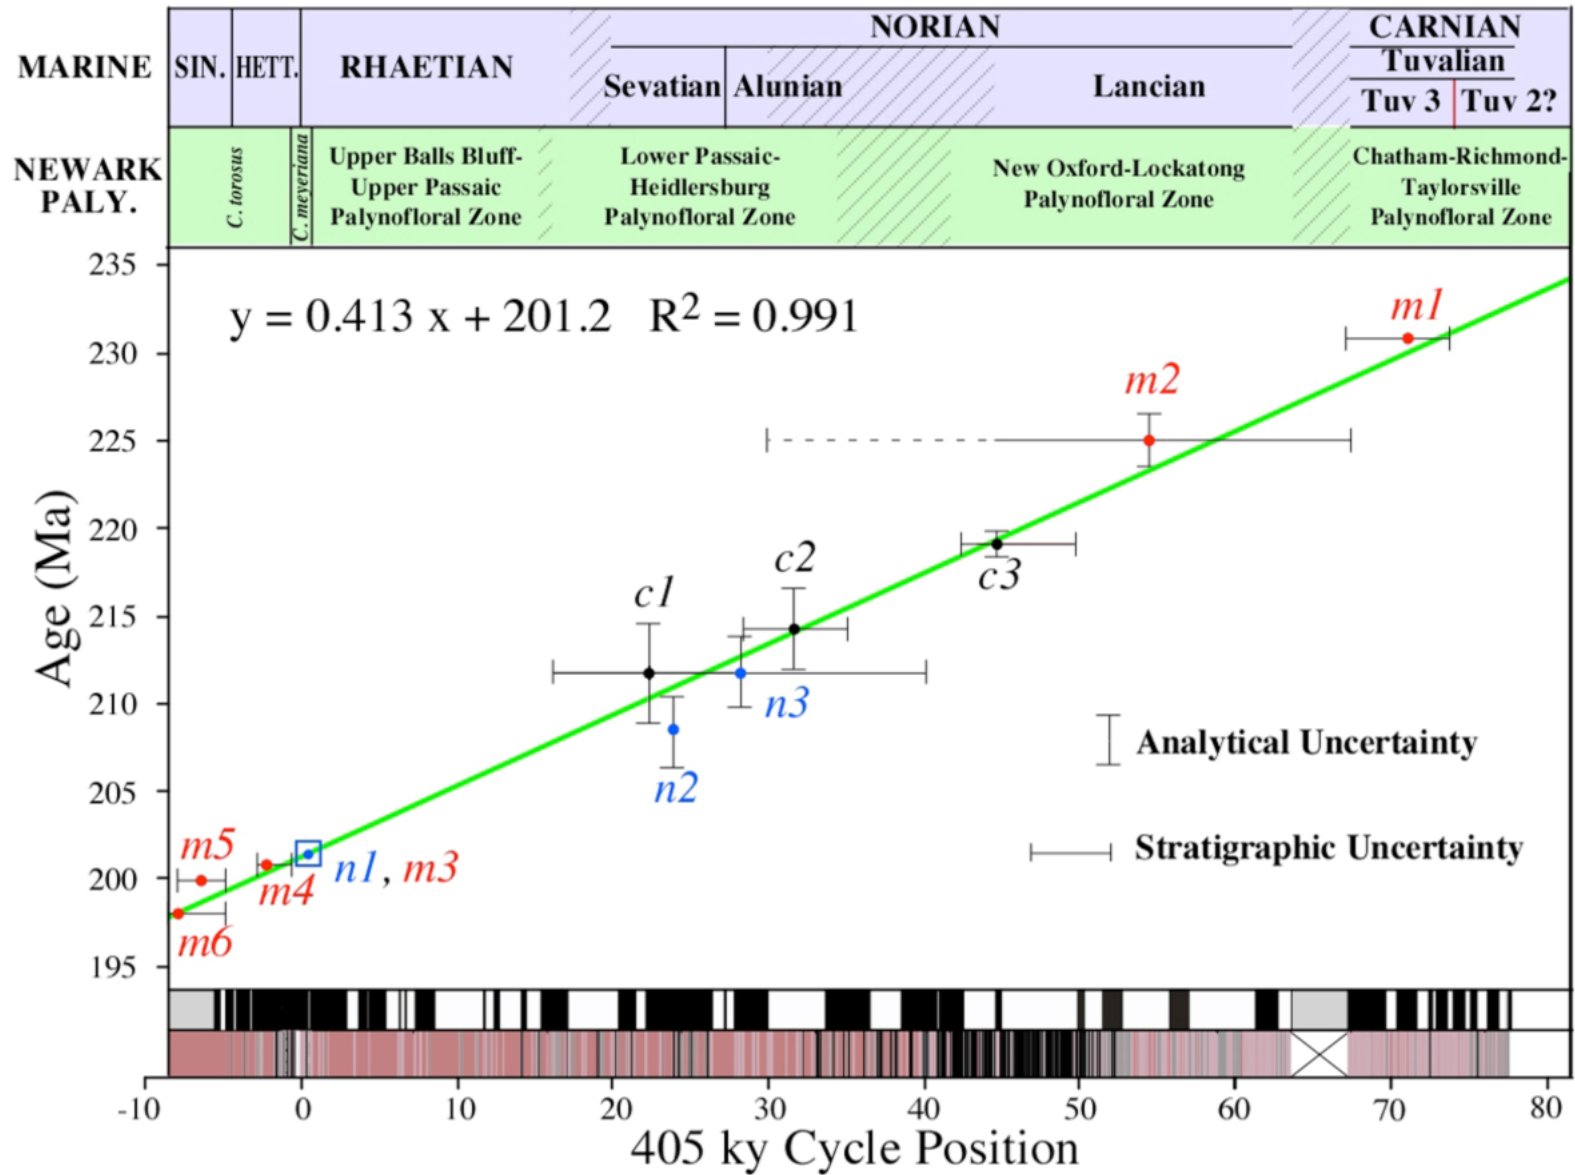 MARINE
SIN.
HETT.
RHAETIAN
NORIAN
Sevatian
Alunian
Lancian
CARNIAN
Tuvalian
Tuv 3
Tuv 2?
NEWARK
PALY.
C. torosus
C. meyeriana
Upper Balls Bluff-
Upper Passaic
Palynofloral Zone
Lower Passaic-
Heidlersburg
Palynofloral Zone
New Oxford-Lockatong
Palynofloral Zone
Chatham-Richmond-
Taylorsville
Palynofloral Zone
y = 0.413 x + 201.2 R² = 0.991
Age (Ma)
235
230
225
220
215
210
205
200
195
m1
m2
c3
c2
c1
n3
n2
m5
m4
n1, m3
m6
Analytical Uncertainty
Stratigraphic Uncertainty
-10 0 10 20 30 40 50 60 70 80
405 ky Cycle Position